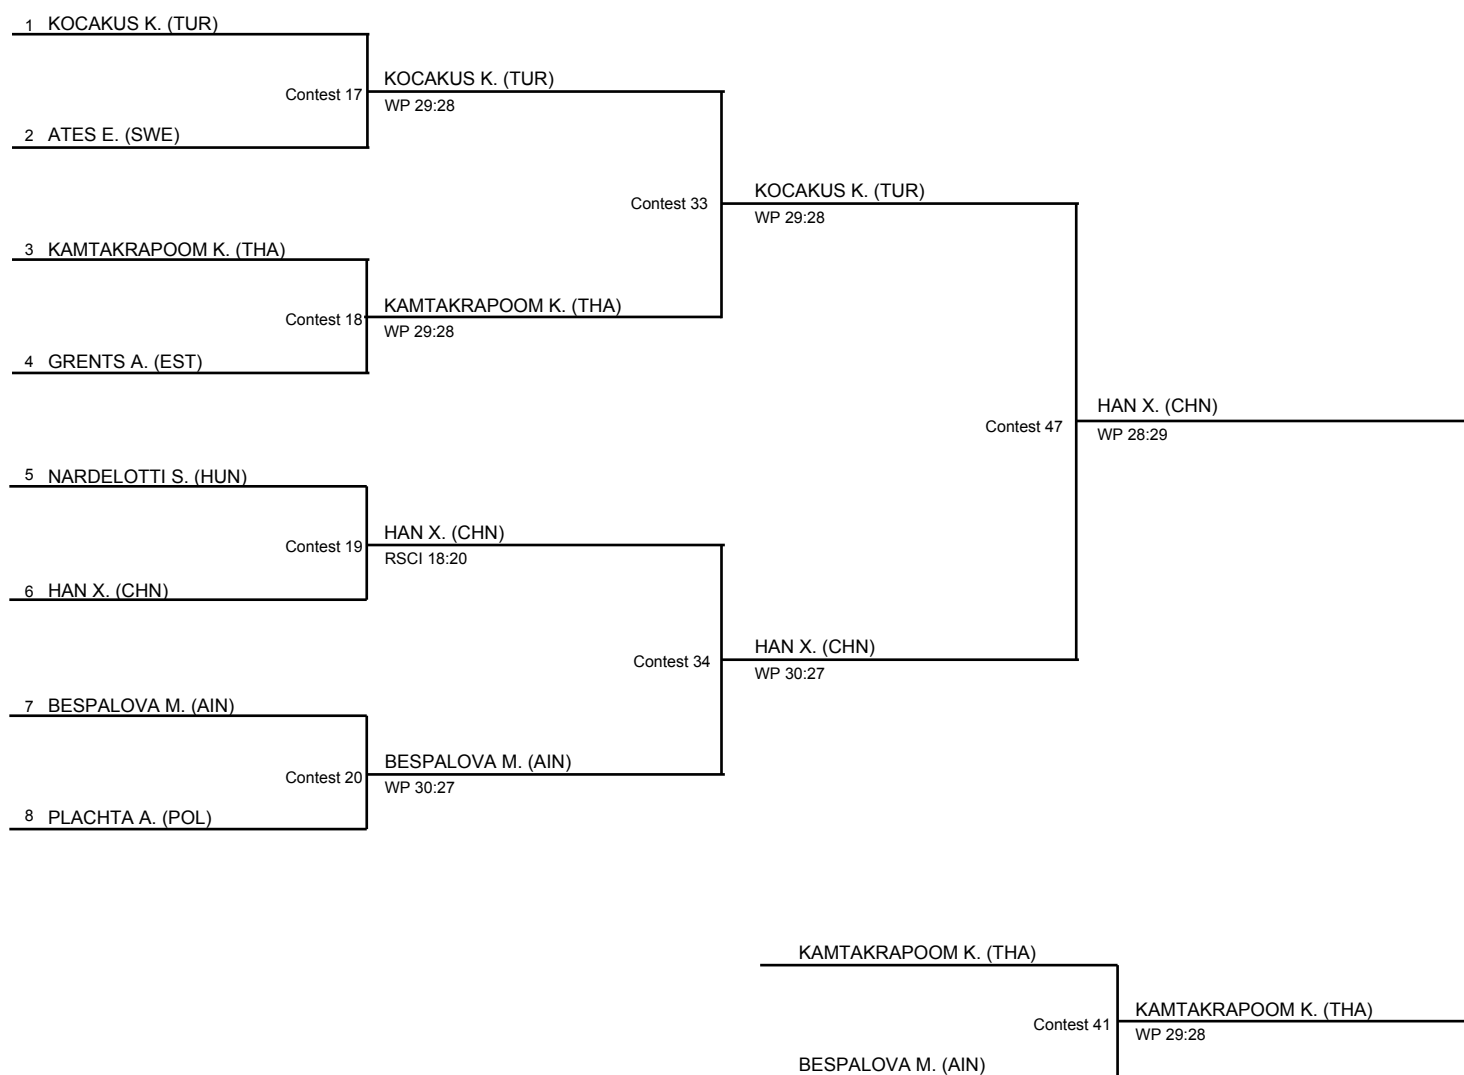 1 KOCAKUS K. (TUR)
Contest 17
KOCAKUS K. (TUR)
WP 29:28
2 ATES E. (SWE)
Contest 33
KOCAKUS K. (TUR)
WP 29:28
3 KAMTAKRAPOOM K. (THA)
Contest 18
KAMTAKRAPOOM K. (THA)
WP 29:28
4 GRENTS A. (EST)
Contest 47
HAN X. (CHN)
WP 28:29
5 NARDELOTTI S. (HUN)
Contest 19
HAN X. (CHN)
RSCI 18:20
6 HAN X. (CHN)
Contest 34
HAN X. (CHN)
WP 30:27
7 BESPALOVA M. (AIN)
Contest 20
BESPALOVA M. (AIN)
WP 30:27
8 PLACHTA A. (POL)
KAMTAKRAPOOM K. (THA)
Contest 41
KAMTAKRAPOOM K. (THA)
WP 29:28
BESPALOVA M. (AIN)